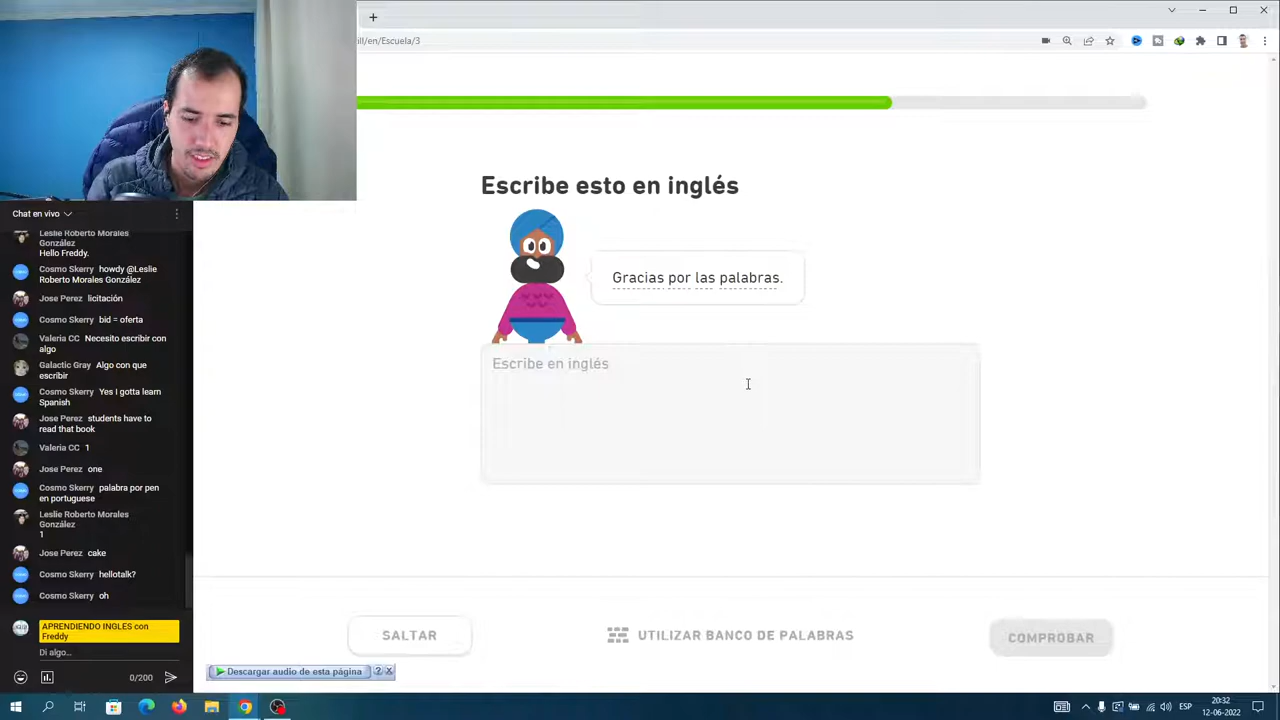 ill/en/Escuela/3
Escribe esto en inglés
Gracias por las palabras.
Escribe en inglés
SALTAR
UTILIZAR BANCO DE PALABRAS
COMPROBAR
Chat en vivo
Leslie Roberto Morales
González
Hello Freddy.
Cosmo Skerry howdy @Leslie
Roberto Morales González
Jose Perez licitación
Cosmo Skerry bid = oferta
Valeria CC Necesito escribir con
algo
Galactic Gray Algo con que
escribir
Cosmo Skerry Yes I gotta learn
Spanish
Jose Perez students have to
read that book
Valeria CC 1
Jose Perez one
Cosmo Skerry palabra por pen
en portuguese
Leslie Roberto Morales
González
1
Jose Perez cake
Cosmo Skerry hellotalk?
Cosmo Skerry oh
APRENDIENDO INGLES con
Freddy
Di algo...
0/200
Descargar audio de esta página
ESP
20:32
12-06-2022